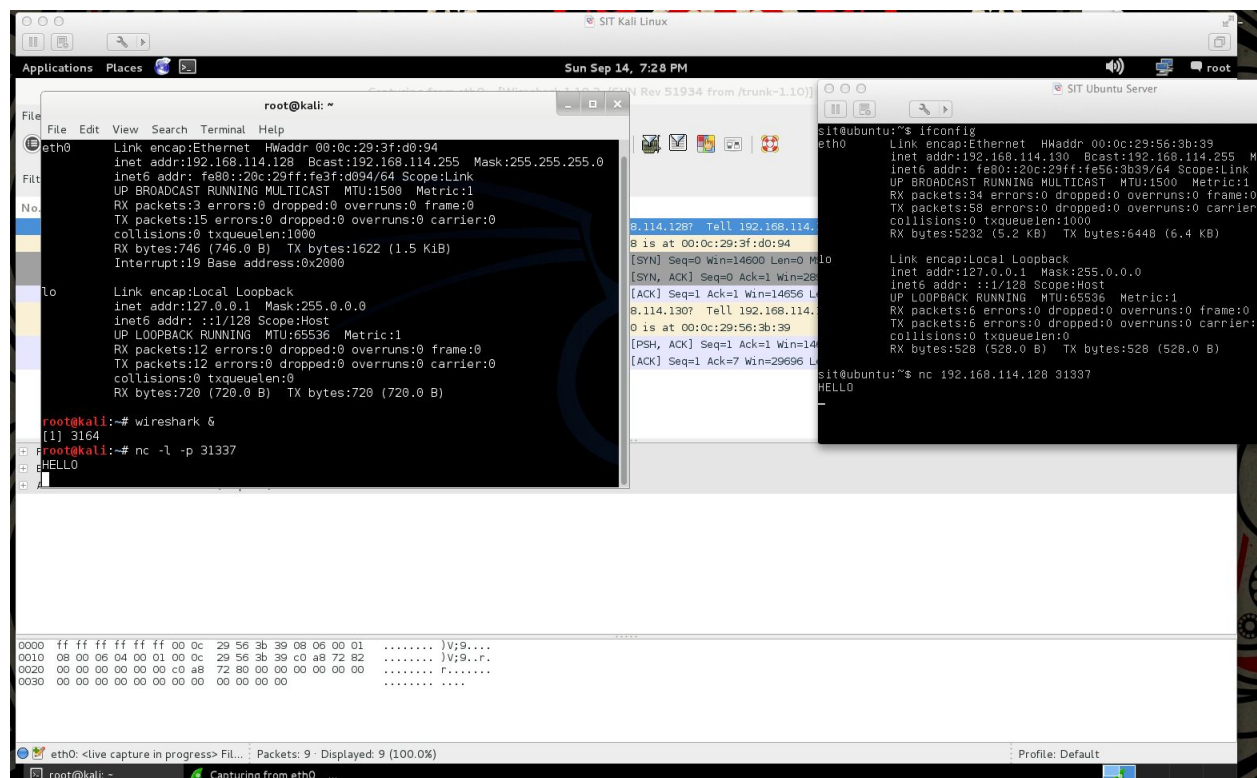 SIT Kali Linux
Applications Places Sun Sep 14, 7:28 PM root
Capturing from eth0 [Wireshark 1.10.2 (SVN Rev 51934 from /trunk-1.10)]
root@kali: ~
File Edit View Search Terminal Help
eth0 Link encap:Ethernet HWaddr 00:0c:29:3f:d0:94
inet addr:192.168.114.128 Bcast:192.168.114.255 Mask:255.255.255.0
inet6 addr: fe80::20c:29ff:fe3f:d094/64 Scope:Link
UP BROADCAST RUNNING MULTICAST MTU:1500 Metric:1
RX packets:3 errors:0 dropped:0 overruns:0 frame:0
TX packets:15 errors:0 dropped:0 overruns:0 carrier:0
collisions:0 txqueuelen:1000
RX bytes:746 (746.0 B) TX bytes:1622 (1.5 KiB)
Interrupt:19 Base address:0x2000
lo Link encap:Local Loopback
inet addr:127.0.0.1 Mask:255.0.0.0
inet6 addr: ::1/128 Scope:Host
UP LOOPBACK RUNNING MTU:65536 Metric:1
RX packets:12 errors:0 dropped:0 overruns:0 frame:0
TX packets:12 errors:0 dropped:0 overruns:0 carrier:0
collisions:0 txqueuelen:0
RX bytes:720 (720.0 B) TX bytes:720 (720.0 B)
root@kali:~# wireshark &
[1] 3164
root@kali:~# nc -l -p 31337
HELLO
File
Filt
No.
8.114.128? Tell 192.168.114.
8 is at 00:0c:29:3f:d0:94
[SYN] Seq=0 Win=14600 Len=0 M
[SYN, ACK] Seq=0 Ack=1 Win=28
[ACK] Seq=1 Ack=1 Win=14656 L
8.114.130? Tell 192.168.114.
0 is at 00:0c:29:56:3b:39
[PSH, ACK] Seq=1 Ack=1 Win=14
[ACK] Seq=1 Ack=7 Win=29696 L
SIT Ubuntu Server
sit@ubuntu:~$ ifconfig
eth0 Link encap:Ethernet HWaddr 00:0c:29:56:3b:39
inet addr:192.168.114.130 Bcast:192.168.114.255 M
inet6 addr: fe80::20c:29ff:fe56:3b39/64 Scope:Link
UP BROADCAST RUNNING MULTICAST MTU:1500 Metric:1
RX packets:34 errors:0 dropped:0 overruns:0 frame:0
TX packets:58 errors:0 dropped:0 overruns:0 carrier
collisions:0 txqueuelen:1000
RX bytes:5232 (5.2 KB) TX bytes:6448 (6.4 KB)
lo Link encap:Local Loopback
inet addr:127.0.0.1 Mask:255.0.0.0
inet6 addr: ::1/128 Scope:Host
UP LOOPBACK RUNNING MTU:65536 Metric:1
RX packets:6 errors:0 dropped:0 overruns:0 frame:0
TX packets:6 errors:0 dropped:0 overruns:0 carrier:
collisions:0 txqueuelen:0
RX bytes:528 (528.0 B) TX bytes:528 (528.0 B)
sit@ubuntu:~$ nc 192.168.114.128 31337
HELLO
0000 ff ff ff ff ff ff 00 0c 29 56 3b 39 08 06 00 01 ........ )V;9....
0010 08 00 06 04 00 01 00 0c 29 56 3b 39 c0 a8 72 82 ........ )V;9..r.
0020 00 00 00 00 00 00 c0 a8 72 80 00 00 00 00 00 00 ........ r.......
0030 00 00 00 00 00 00 00 00 00 00 00 00 ........ ....
eth0: <live capture in progress> Fil... Packets: 9 · Displayed: 9 (100.0%) Profile: Default
root@kali: ~ Capturing from eth0 ...